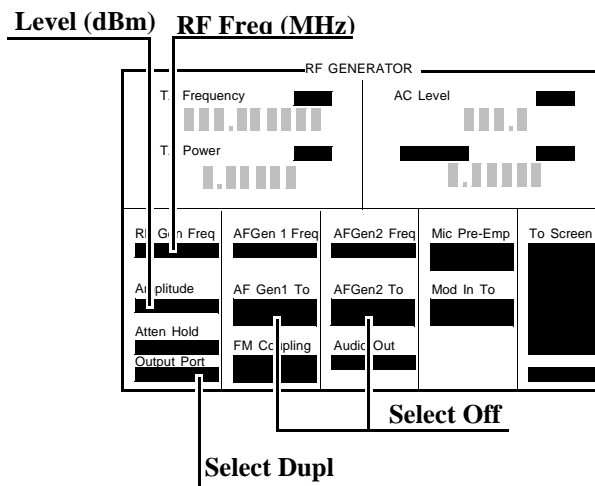 Level (dBm) RF Freq (MHz)
RF GENERATOR
TX Frequency AC Level
TX Power
RF Gen Freq AFGen 1 Freq AFGen2 Freq Mic Pre-Emp To Screen
Amplitude AF Gen1 To AFGen2 To Mod In To
Atten Hold
FM Coupling Audio Out
Output Port
Select Off
Select Dupl